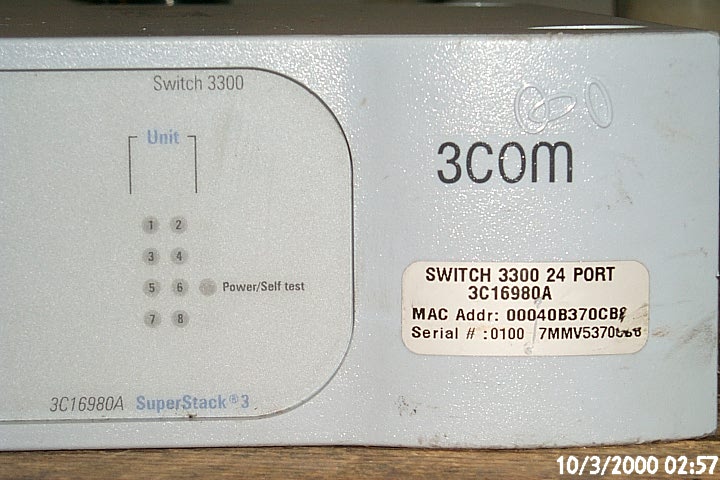 Switch 3300
Unit
1 2
3 4
5 6 Power/Self test
7 8
3C16980A SuperStack® 3
3COM
SWITCH 3300 24 PORT
3C16980A
MAC Addr:
Serial # : 0100
10/3/2000 02:57